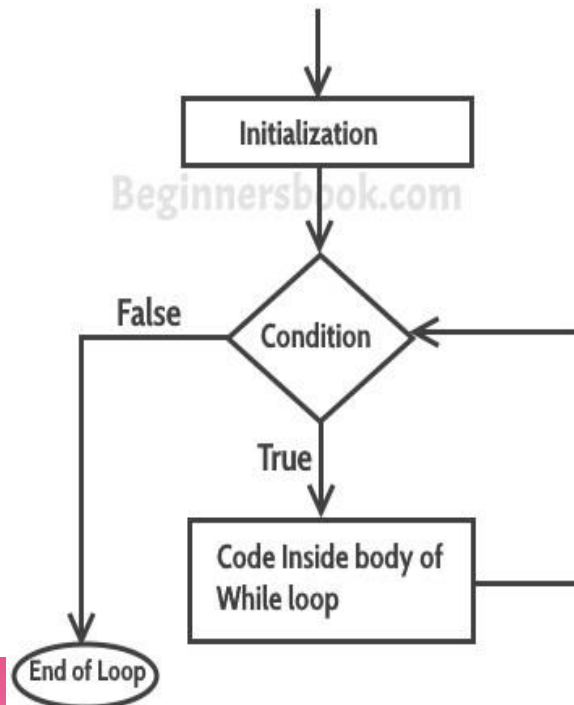 Initialization
Beginnersbook.com
False
Condition
True
Code Inside body of
While loop
End of Loop